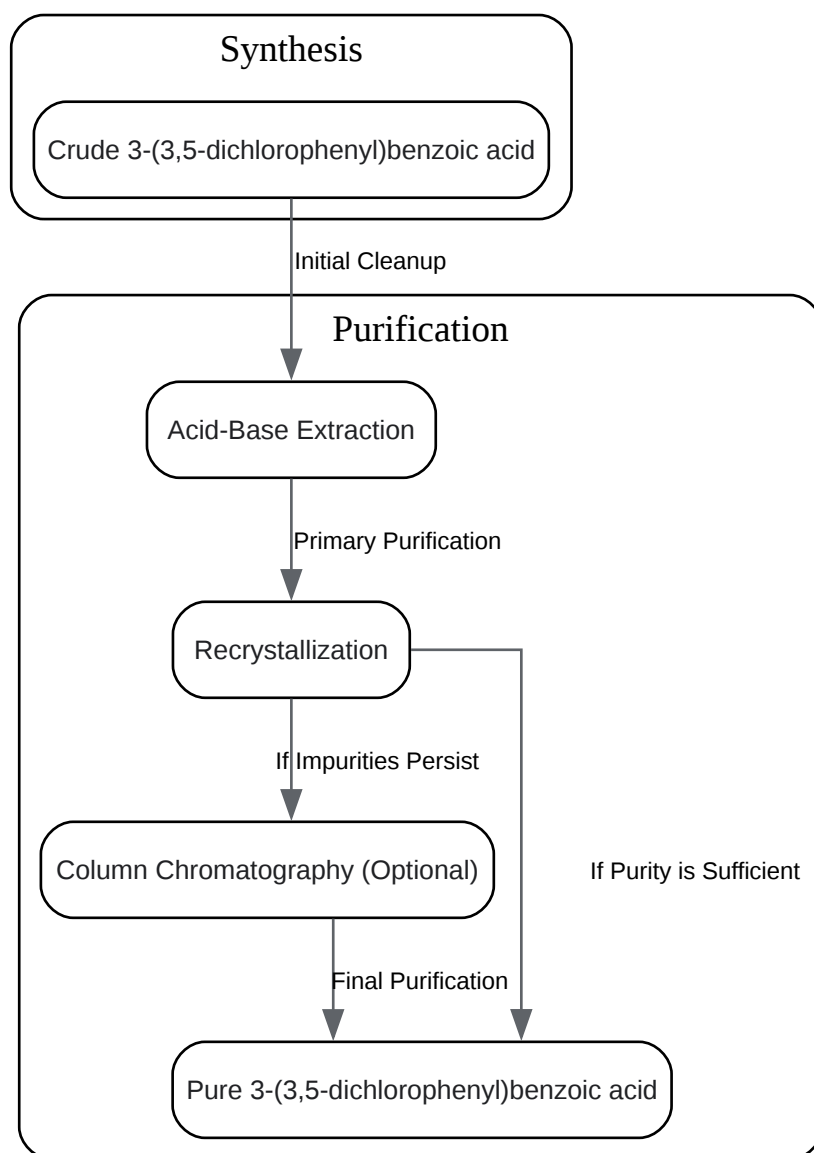 Synthesis
Crude 3-(3,5-dichlorophenyl)benzoic acid
Initial Cleanup
Purification
Acid-Base Extraction
Primary Purification
Recrystallization
If Impurities Persist
Column Chromatography (Optional)
If Purity is Sufficient
Final Purification
Pure 3-(3,5-dichlorophenyl)benzoic acid